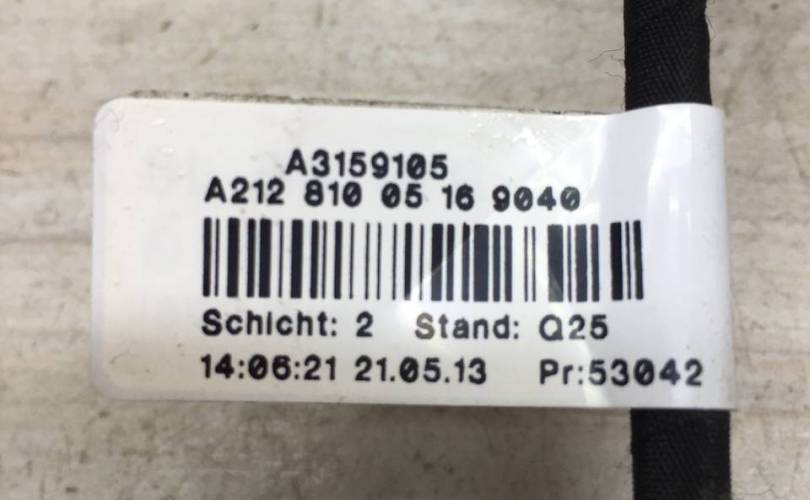 A3159105
A212 810 05 16 9040
Schicht: 2 Stand: Q25
14:06:21 21.05.13 Pr:53042